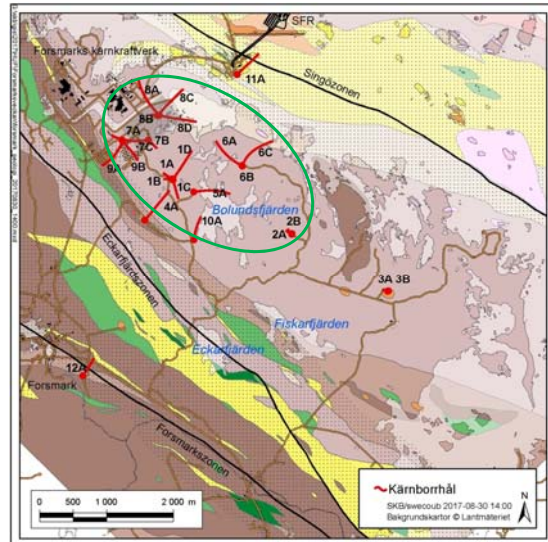 SFR
Forsmarks kärnkraftverk
11A
Singözonen
8A
8C
8B
8D
7A
7B
7C
1D
6A
6C
9A
9B
1A
6B
1B
1C
5A
4A
Bolundsfjärden
10A
2B
2A
3A 3B
Eckarfjärdszonen
Fiskarfjärden
Eckarfjärden
12A
Forsmark
Forsmarkszonen
Kärnborrhål
0 500 1 000 2 000 m
SKB/swecoub 2017-08-30 14:00
Bakgrundskartor © Lantmäteriet
N